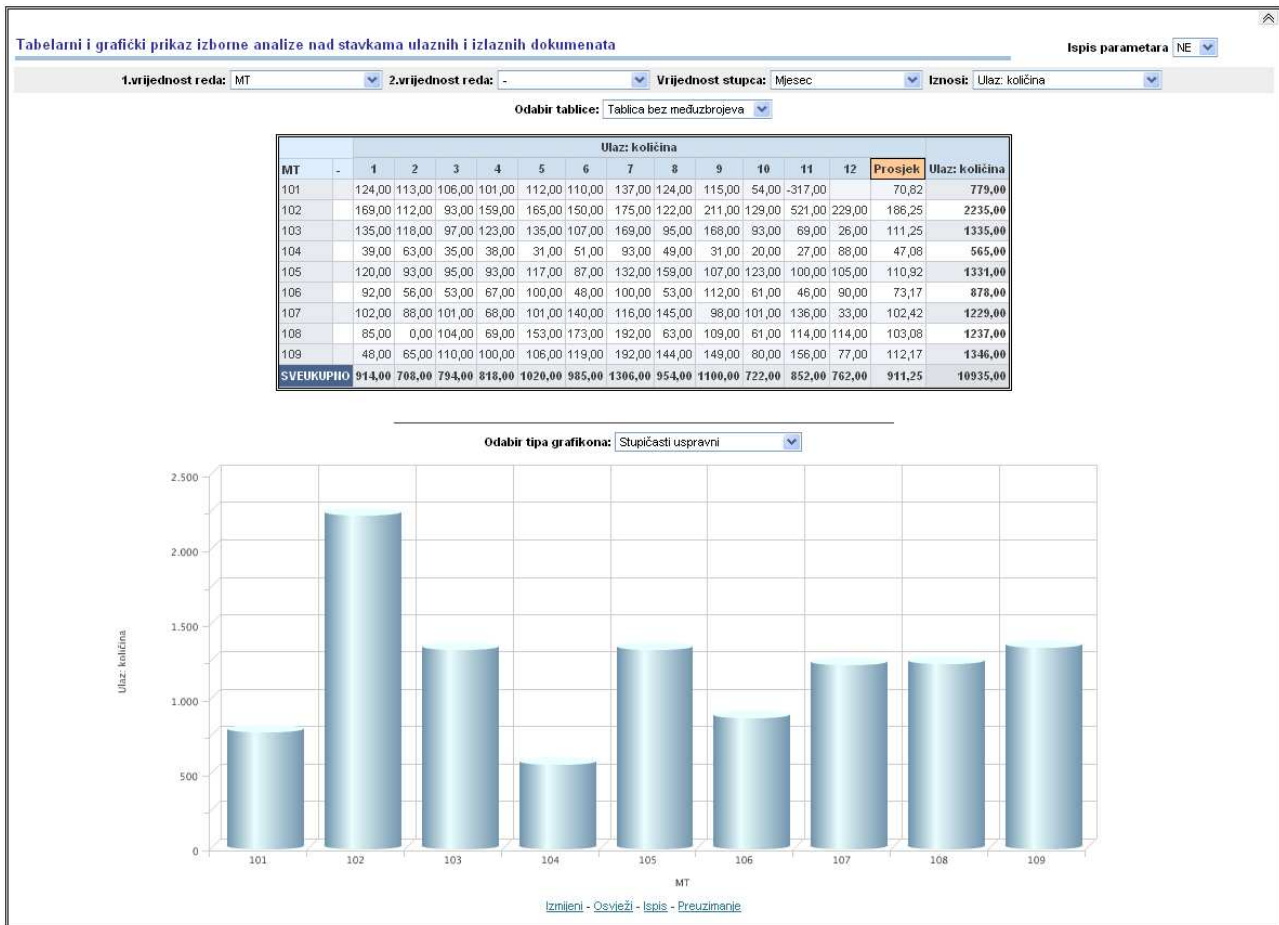 Tabelarni i grafički prikaz izborne analize nad stavkama ulaznih i izlaznih dokumenata
Ispis parametara NE
1.vrijednost reda: MT 2.vrijednost reda: - Vrijednost stupca: Mjesec Iznosi: Ulaz: količina
Odabir tablice: Tablica bez međuzbrojeva
Ulaz: količina
MT - 1 2 3 4 5 6 7 8 9 10 11 12 Prosjek Ulaz: količina
101 124,00 113,00 106,00 101,00 112,00 110,00 137,00 124,00 115,00 54,00 -317,00 70,82 779,00
102 169,00 112,00 93,00 159,00 165,00 150,00 175,00 122,00 211,00 129,00 521,00 229,00 186,25 2235,00
103 135,00 118,00 97,00 123,00 135,00 107,00 169,00 95,00 168,00 93,00 69,00 26,00 111,25 1335,00
104 39,00 63,00 35,00 38,00 31,00 51,00 93,00 49,00 31,00 20,00 27,00 88,00 47,08 565,00
105 120,00 93,00 95,00 93,00 117,00 87,00 132,00 159,00 107,00 123,00 100,00 105,00 110,92 1331,00
106 92,00 56,00 53,00 67,00 100,00 48,00 100,00 53,00 112,00 61,00 46,00 90,00 73,17 878,00
107 102,00 88,00 101,00 68,00 101,00 140,00 116,00 145,00 98,00 101,00 136,00 33,00 102,42 1229,00
108 85,00 0,00 104,00 69,00 153,00 173,00 192,00 63,00 109,00 61,00 114,00 114,00 103,08 1237,00
109 48,00 65,00 110,00 100,00 106,00 119,00 192,00 144,00 149,00 80,00 156,00 77,00 112,17 1346,00
SVEUKUPNO 914,00 708,00 794,00 818,00 1020,00 985,00 1306,00 954,00 1100,00 722,00 852,00 762,00 911,25 10935,00
Odabir tipa grafikona: Stupičasti uspravni
2.500
2.000
1.500
1.000
500
0
Ulaz: količina
101 102 103 104 105 106 107 108 109
MT
Izmijeni - Osvježi - Ispis - Preuzimanje